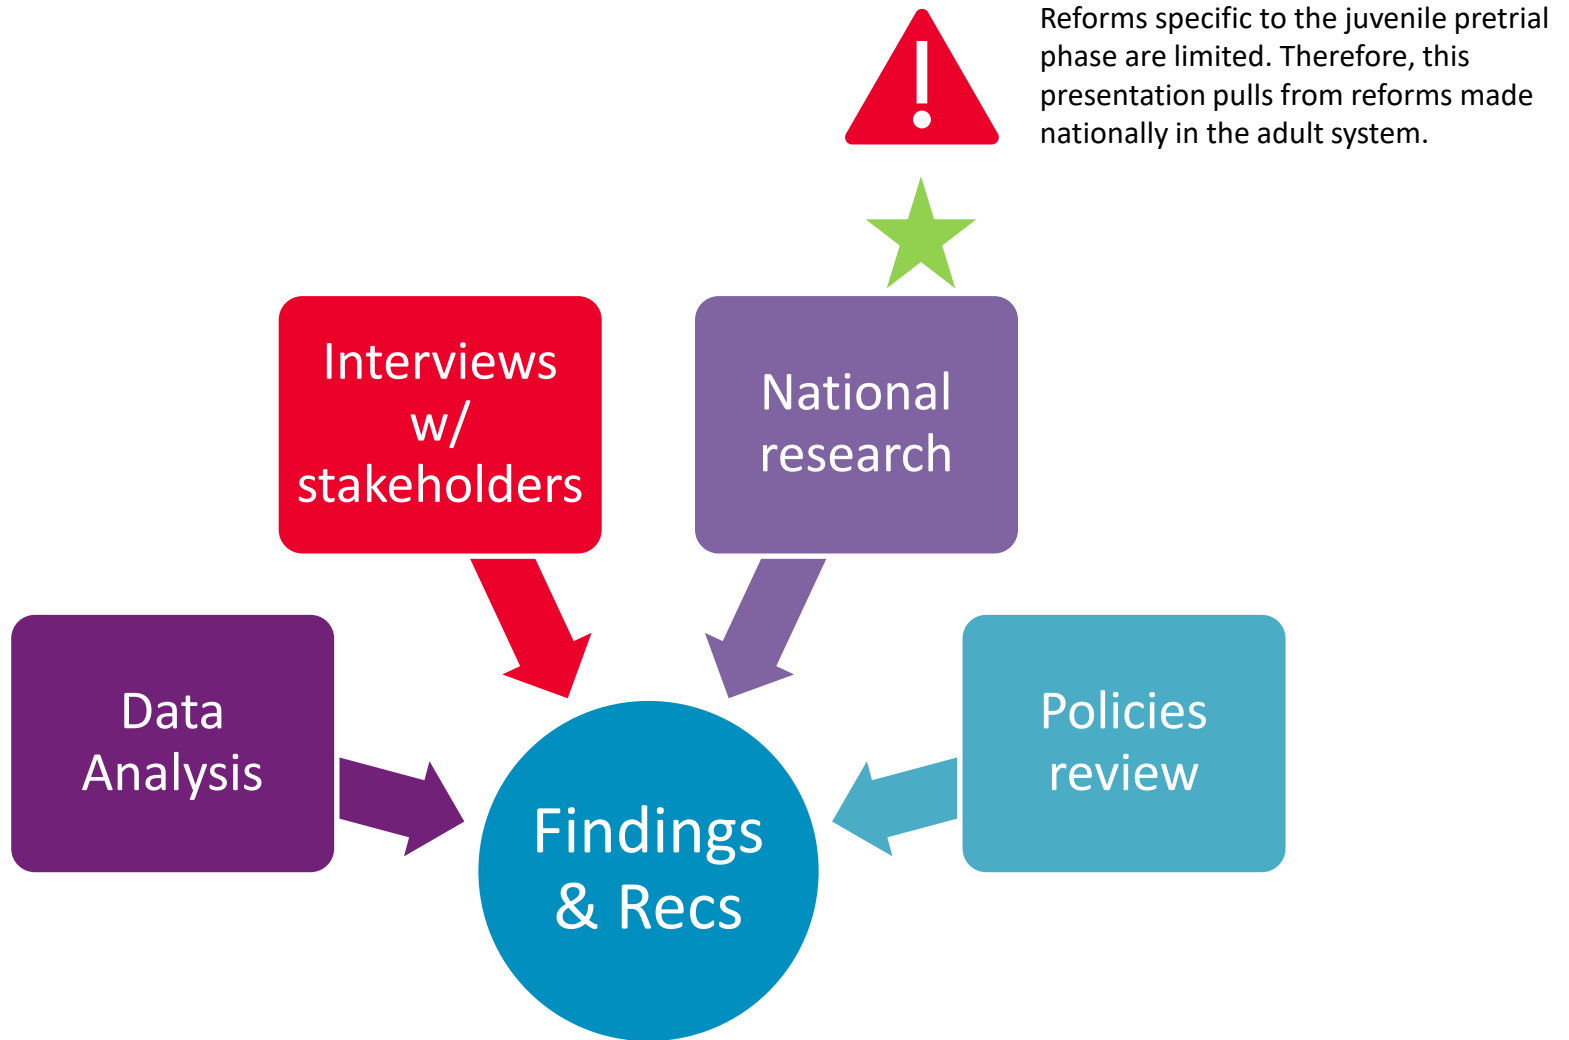 Reforms specific to the juvenile pretrial
phase are limited. Therefore, this
presentation pulls from reforms made
nationally in the adult system.
Interviews
w/
stakeholders
National
research
Data
Analysis
Policies
review
Findings
& Recs